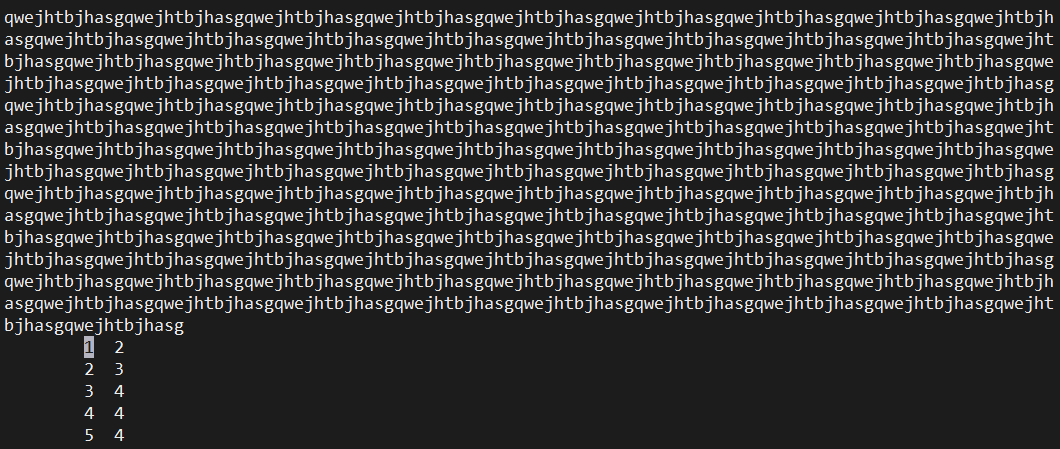 qwejhtbjhasgqwejhtbjhasgqwejhtbjhasgqwejhtbjhasgqwejhtbjhasgqwejhtbjhasgqwejhtbjhasgqwejhtbjhasgqwejhtbjh
asgqwejhtbjhasgqwejhtbjhasgqwejhtbjhasgqwejhtbjhasgqwejhtbjhasgqwejhtbjhasgqwejhtbjhasgqwejhtbjhasgqwejht
bjhasgqwejhtbjhasgqwejhtbjhasgqwejhtbjhasgqwejhtbjhasgqwejhtbjhasgqwejhtbjhasgqwejhtbjhasgqwejhtbjhasgqwe
jhtbjhasgqwejhtbjhasgqwejhtbjhasgqwejhtbjhasgqwejhtbjhasgqwejhtbjhasgqwejhtbjhasgqwejhtbjhasgqwejhtbjhasg
qwejhtbjhasgqwejhtbjhasgqwejhtbjhasgqwejhtbjhasgqwejhtbjhasgqwejhtbjhasgqwejhtbjhasgqwejhtbjhasgqwejhtbjh
asgqwejhtbjhasgqwejhtbjhasgqwejhtbjhasgqwejhtbjhasgqwejhtbjhasgqwejhtbjhasgqwejhtbjhasgqwejhtbjhasgqwejht
bjhasgqwejhtbjhasgqwejhtbjhasgqwejhtbjhasgqwejhtbjhasgqwejhtbjhasgqwejhtbjhasgqwejhtbjhasgqwejhtbjhasgqwe
jhtbjhasgqwejhtbjhasgqwejhtbjhasgqwejhtbjhasgqwejhtbjhasgqwejhtbjhasgqwejhtbjhasgqwejhtbjhasgqwejhtbjhasg
qwejhtbjhasgqwejhtbjhasgqwejhtbjhasgqwejhtbjhasgqwejhtbjhasgqwejhtbjhasgqwejhtbjhasgqwejhtbjhasgqwejhtbjh
asgqwejhtbjhasgqwejhtbjhasgqwejhtbjhasgqwejhtbjhasgqwejhtbjhasgqwejhtbjhasgqwejhtbjhasgqwejhtbjhasgqwejht
bjhasgqwejhtbjhasgqwejhtbjhasgqwejhtbjhasgqwejhtbjhasgqwejhtbjhasgqwejhtbjhasgqwejhtbjhasgqwejhtbjhasgqwe
jhtbjhasgqwejhtbjhasgqwejhtbjhasgqwejhtbjhasgqwejhtbjhasgqwejhtbjhasgqwejhtbjhasgqwejhtbjhasgqwejhtbjhasg
qwejhtbjhasgqwejhtbjhasgqwejhtbjhasgqwejhtbjhasgqwejhtbjhasgqwejhtbjhasgqwejhtbjhasgqwejhtbjhasgqwejhtbjh
asgqwejhtbjhasgqwejhtbjhasgqwejhtbjhasgqwejhtbjhasgqwejhtbjhasgqwejhtbjhasgqwejhtbjhasgqwejhtbjhasgqwejht
bjhasgqwejhtbjhasg
1  2
2  3
3  4
4  4
5  4